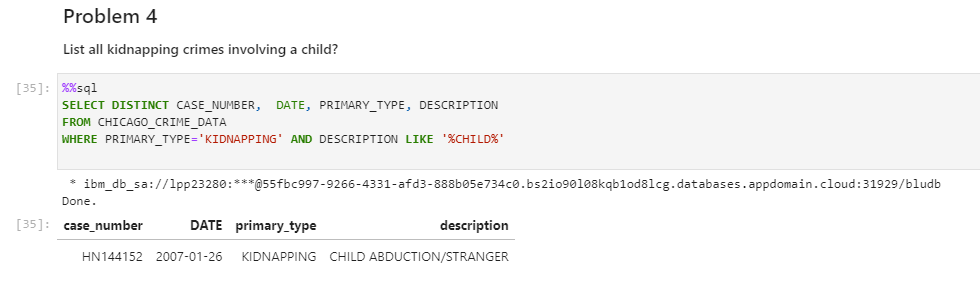 Problem 4
List all kidnapping crimes involving a child?
[35]: %%sql
SELECT DISTINCT CASE_NUMBER,  DATE, PRIMARY_TYPE, DESCRIPTION
FROM CHICAGO_CRIME_DATA
WHERE PRIMARY_TYPE='KIDNAPPING' AND DESCRIPTION LIKE '%CHILD%'
* ibm_db_sa://lpp23280:***@55fbc997-9266-4331-afd3-888b05e734c0.bs2io90l08kqb1od8lcg.databases.appdomain.cloud:31929/bludb
Done.
[35]: case_number DATE primary_type description
HN144152 2007-01-26 KIDNAPPING CHILD ABDUCTION/STRANGER